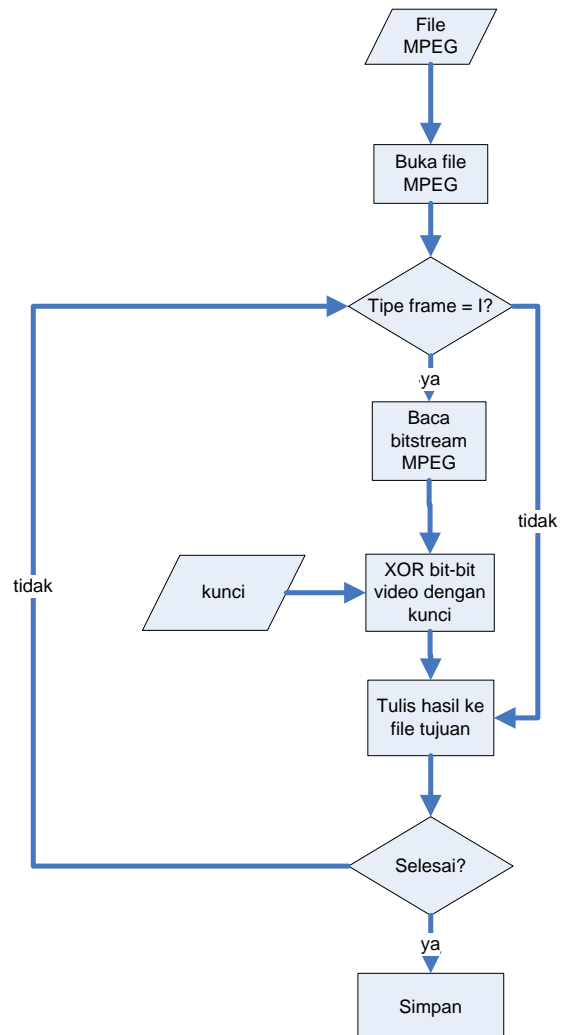 File
MPEG
Buka file
MPEG
Tipe frame = I?
ya
Baca
bitstream
MPEG
tidak
tidak
kunci
XOR bit-bit
video dengan
kunci
Tulis hasil ke
file tujuan
Selesai?
ya
Simpan